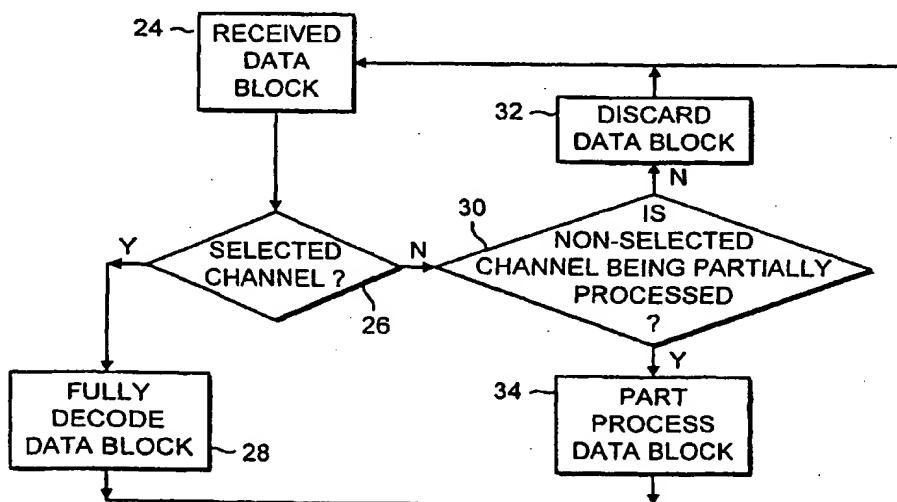 24
RECEIVED
DATA
BLOCK
32
DISCARD
DATA BLOCK
N
30
IS
NON-SELECTED
CHANNEL BEING PARTIALLY
PROCESSED
?
Y
SELECTED
CHANNEL ?
N
26
Y
FULLY
DECODE
DATA BLOCK
28
34
PART
PROCESS
DATA BLOCK